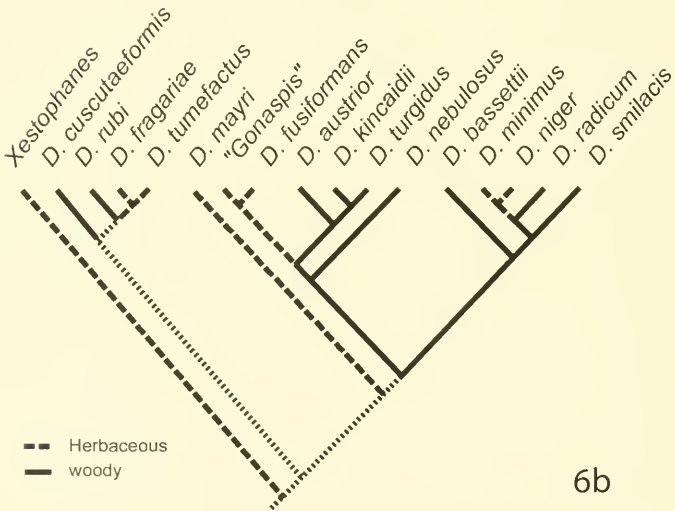 Xestophanes
D. cuscutaeformis
D. rubi
D. fragariae
D. tumefactus
D. mayri
"Gonaspis"
D. fusiformans
D. austrior
D. kincaidii
D. turgidus
D. nebulosus
D. bassettii
D. minimus
D. niger
D. radicum
D. smilacis
Herbaceous
woody
6b